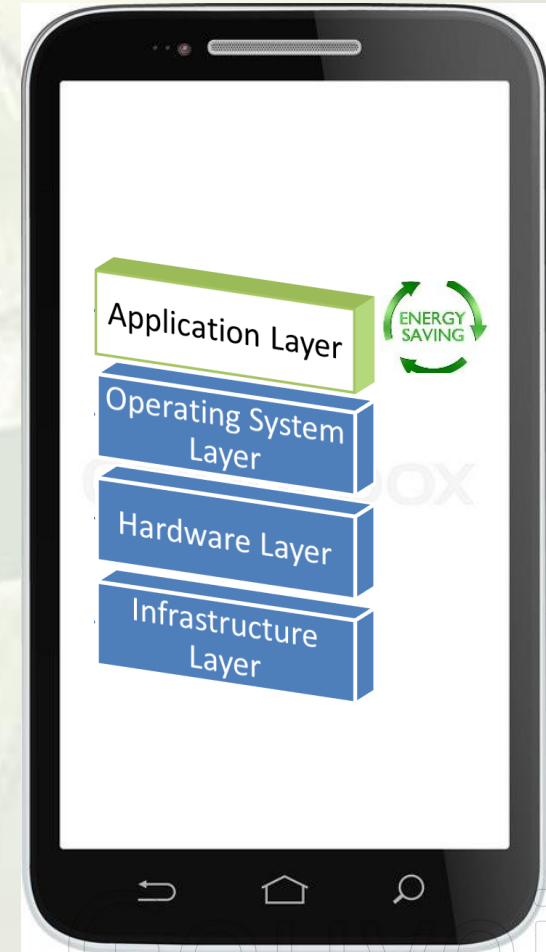 Application Layer
ENERGY
SAVING
Operating System
Layer
Hardware Layer
Infrastructure
Layer